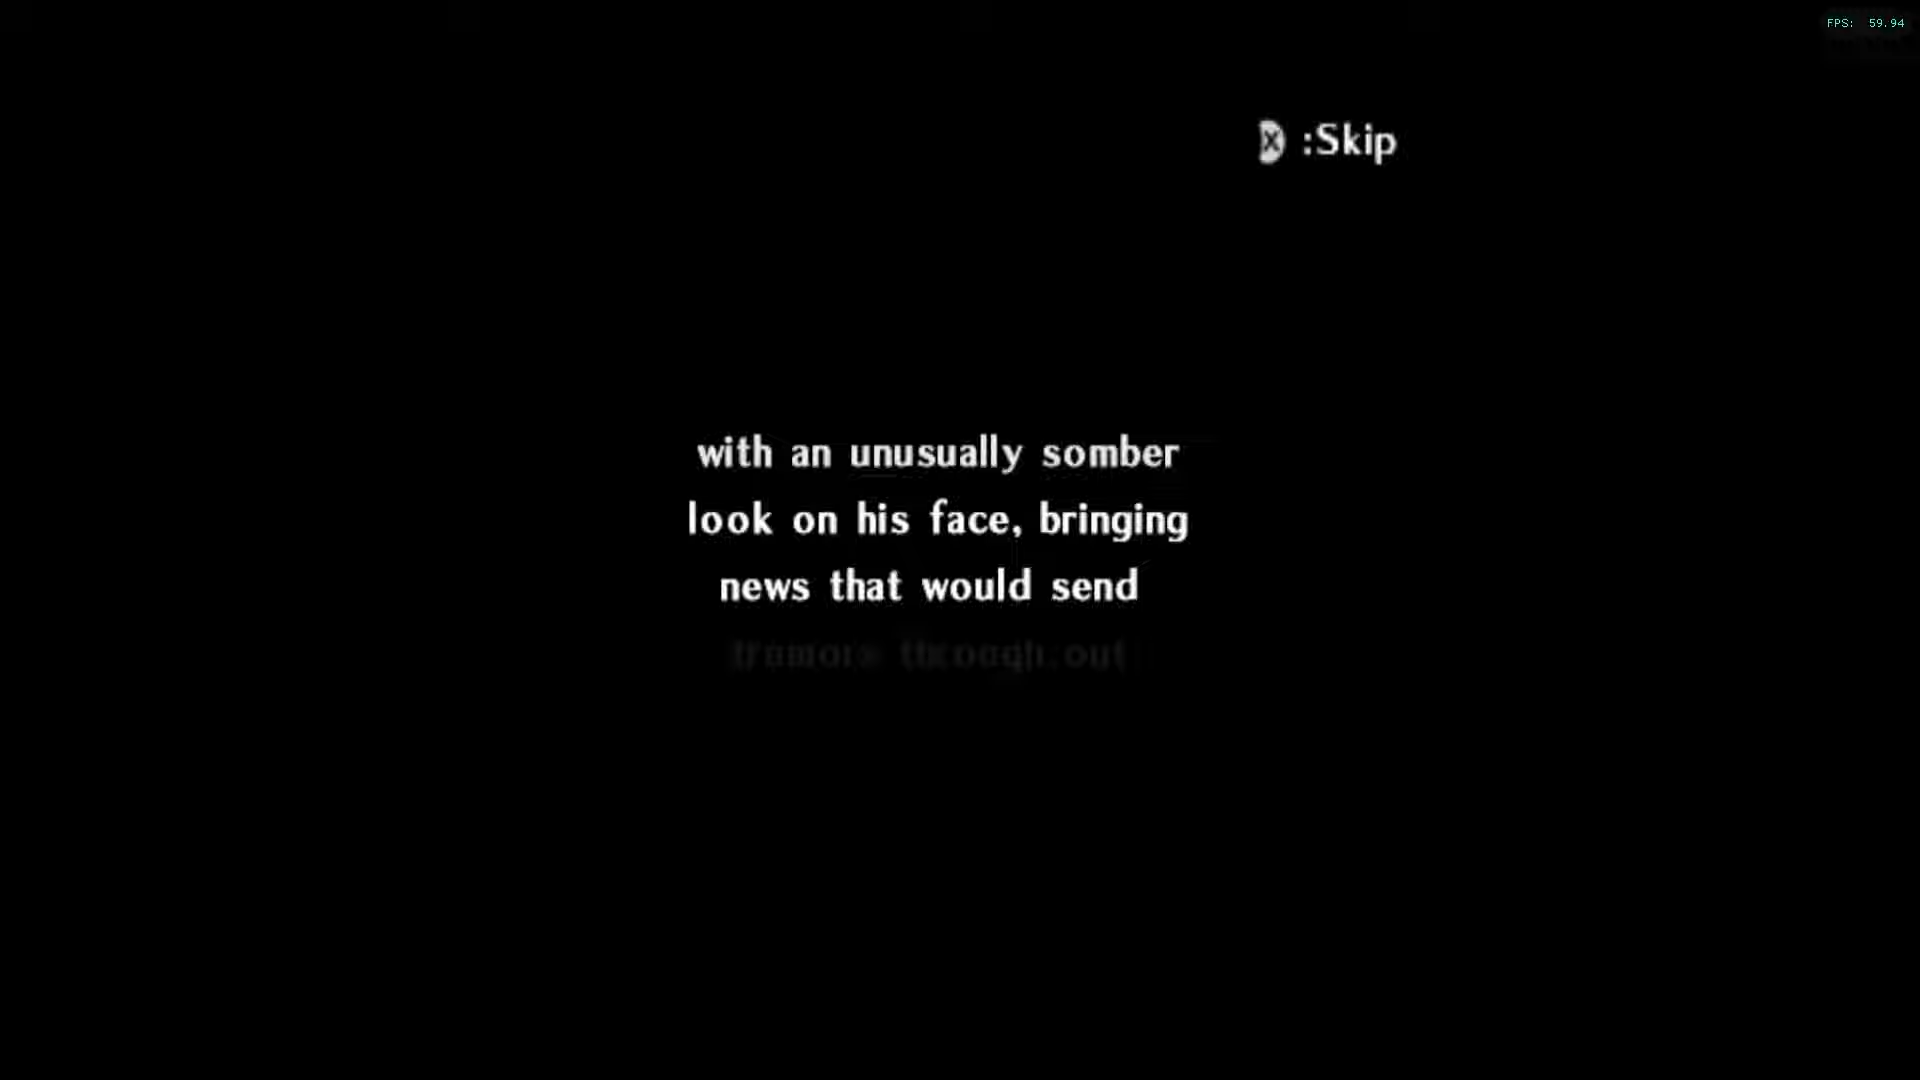 FPS: 59.94
X :Skip
with an unusually somber
look on his face, bringing
news that would send